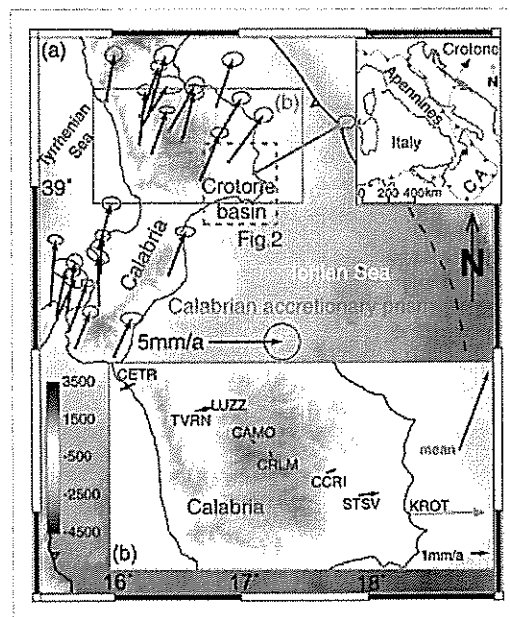 (a)
Crotone
N
Apennines
Italy
CA
0 200 400km
Tyrrhenian Sea
(b)
39°
Crotone
basin
Fig.2
Calabria
Ionian Sea
N
Calabrian accretionary prism
5mm/a
3500
1500
-500
-2500
-4500
CETR
TVRN
LUZZ
CAMO
CRLM
CCRI
STSV
KROT
mean
Calabria
1mm/a
(b)
16°
17°
18°